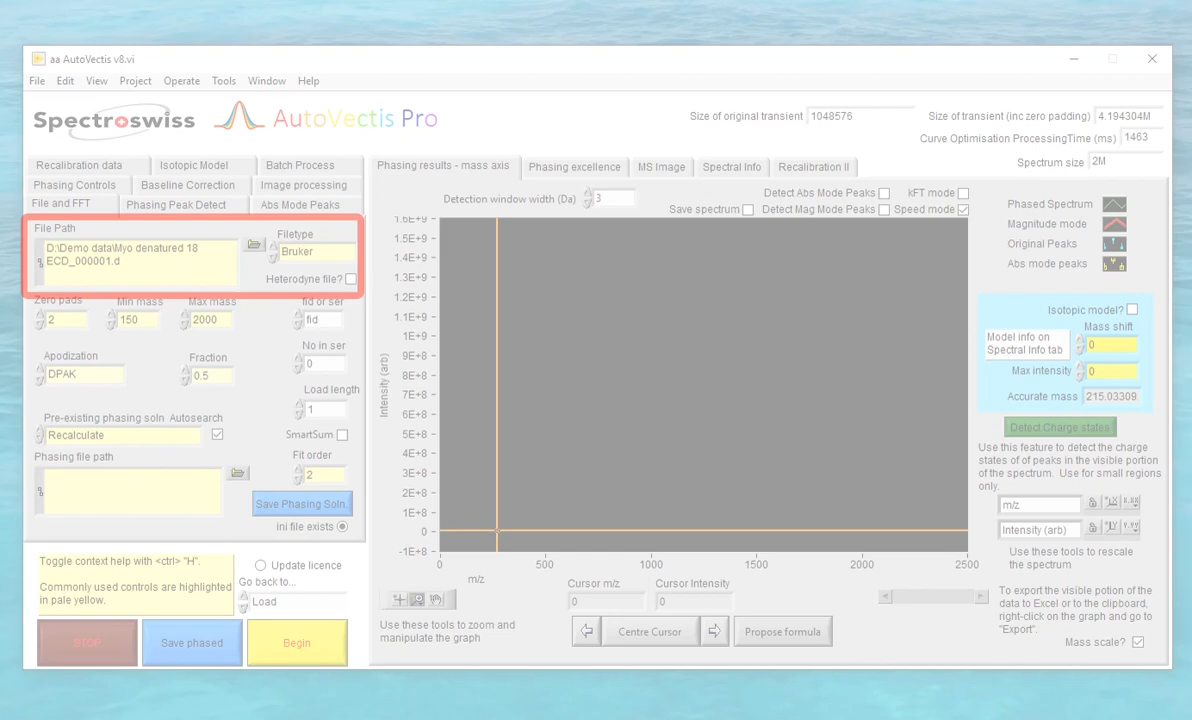 aa AutoVectis v8.vi
File Edit View Project Operate Tools Window Help
Spectroswiss AutoVectis Pro
Size of original transient 1048576
Size of transient (inc.zero padding) 4.194304M
Curve Optimisation ProcessingTime (ms) 1463
Spectrum size 2M
Recalibration data Isotopic Model Batch Process
Phasing Controls Baseline Correction Image processing
File and FFT Phasing Peak Detect Abs Mode Peaks
File Path
D:\Demo data\Myo denatured 18
ECD_000001.d
Filetype
Bruker
Heterodyne file?
Zero pads Min mass Max mass fid or ser
2 150 2000 fid
No in ser
0
Apodization Fraction
DPAK 0.5
Load length
1
Pre-existing phasing soln Autosearch
Recalculate
SmartSum
Phasing file path
Fit order
2
Save Phasing Soln.
ini file exists
Toggle context help with <ctrl> "H".
Commonly used controls are highlighted
in pale yellow.
Update licence
Go back to...
Load
STOP Save phased Begin
Phasing results - mass axis Phasing excellence MS Image Spectral Info Recalibration II
Detection window width (Da) 3
Detect Abs Mode Peaks kFT mode
Save spectrum Detect Mag Mode Peaks Speed mode
Intensity (arb)
1.6E+9
1.5E+9
1.4E+9
1.3E+9
1.2E+9
1.1E+9
1E+9
9E+8
8E+8
7E+8
6E+8
5E+8
4E+8
3E+8
2E+8
1E+8
0
-1E+8
0 500 1000 1500 2000 2500
m/z
Cursor m/z Cursor Intensity
0 0
Use these tools to zoom and
manipulate the graph
Centre Cursor Propose formula
Phased Spectrum
Magnitude mode
Original Peaks
Abs mode peaks
Isotopic model?
Model info on
Spectral Info tab
Mass shift
0
Max intensity 0
Accurate mass 215.03309
Detect Charge states
Use this feature to detect the charge
states of of peaks in the visible portion
of the spectrum. Use for small regions
only.
m/z
Intensity (arb)
Use these tools to rescale
the spectrum
To export the visible potion of the
data to Excel or to the clipboard,
right-click on the graph and go to
"Export".
Mass scale?